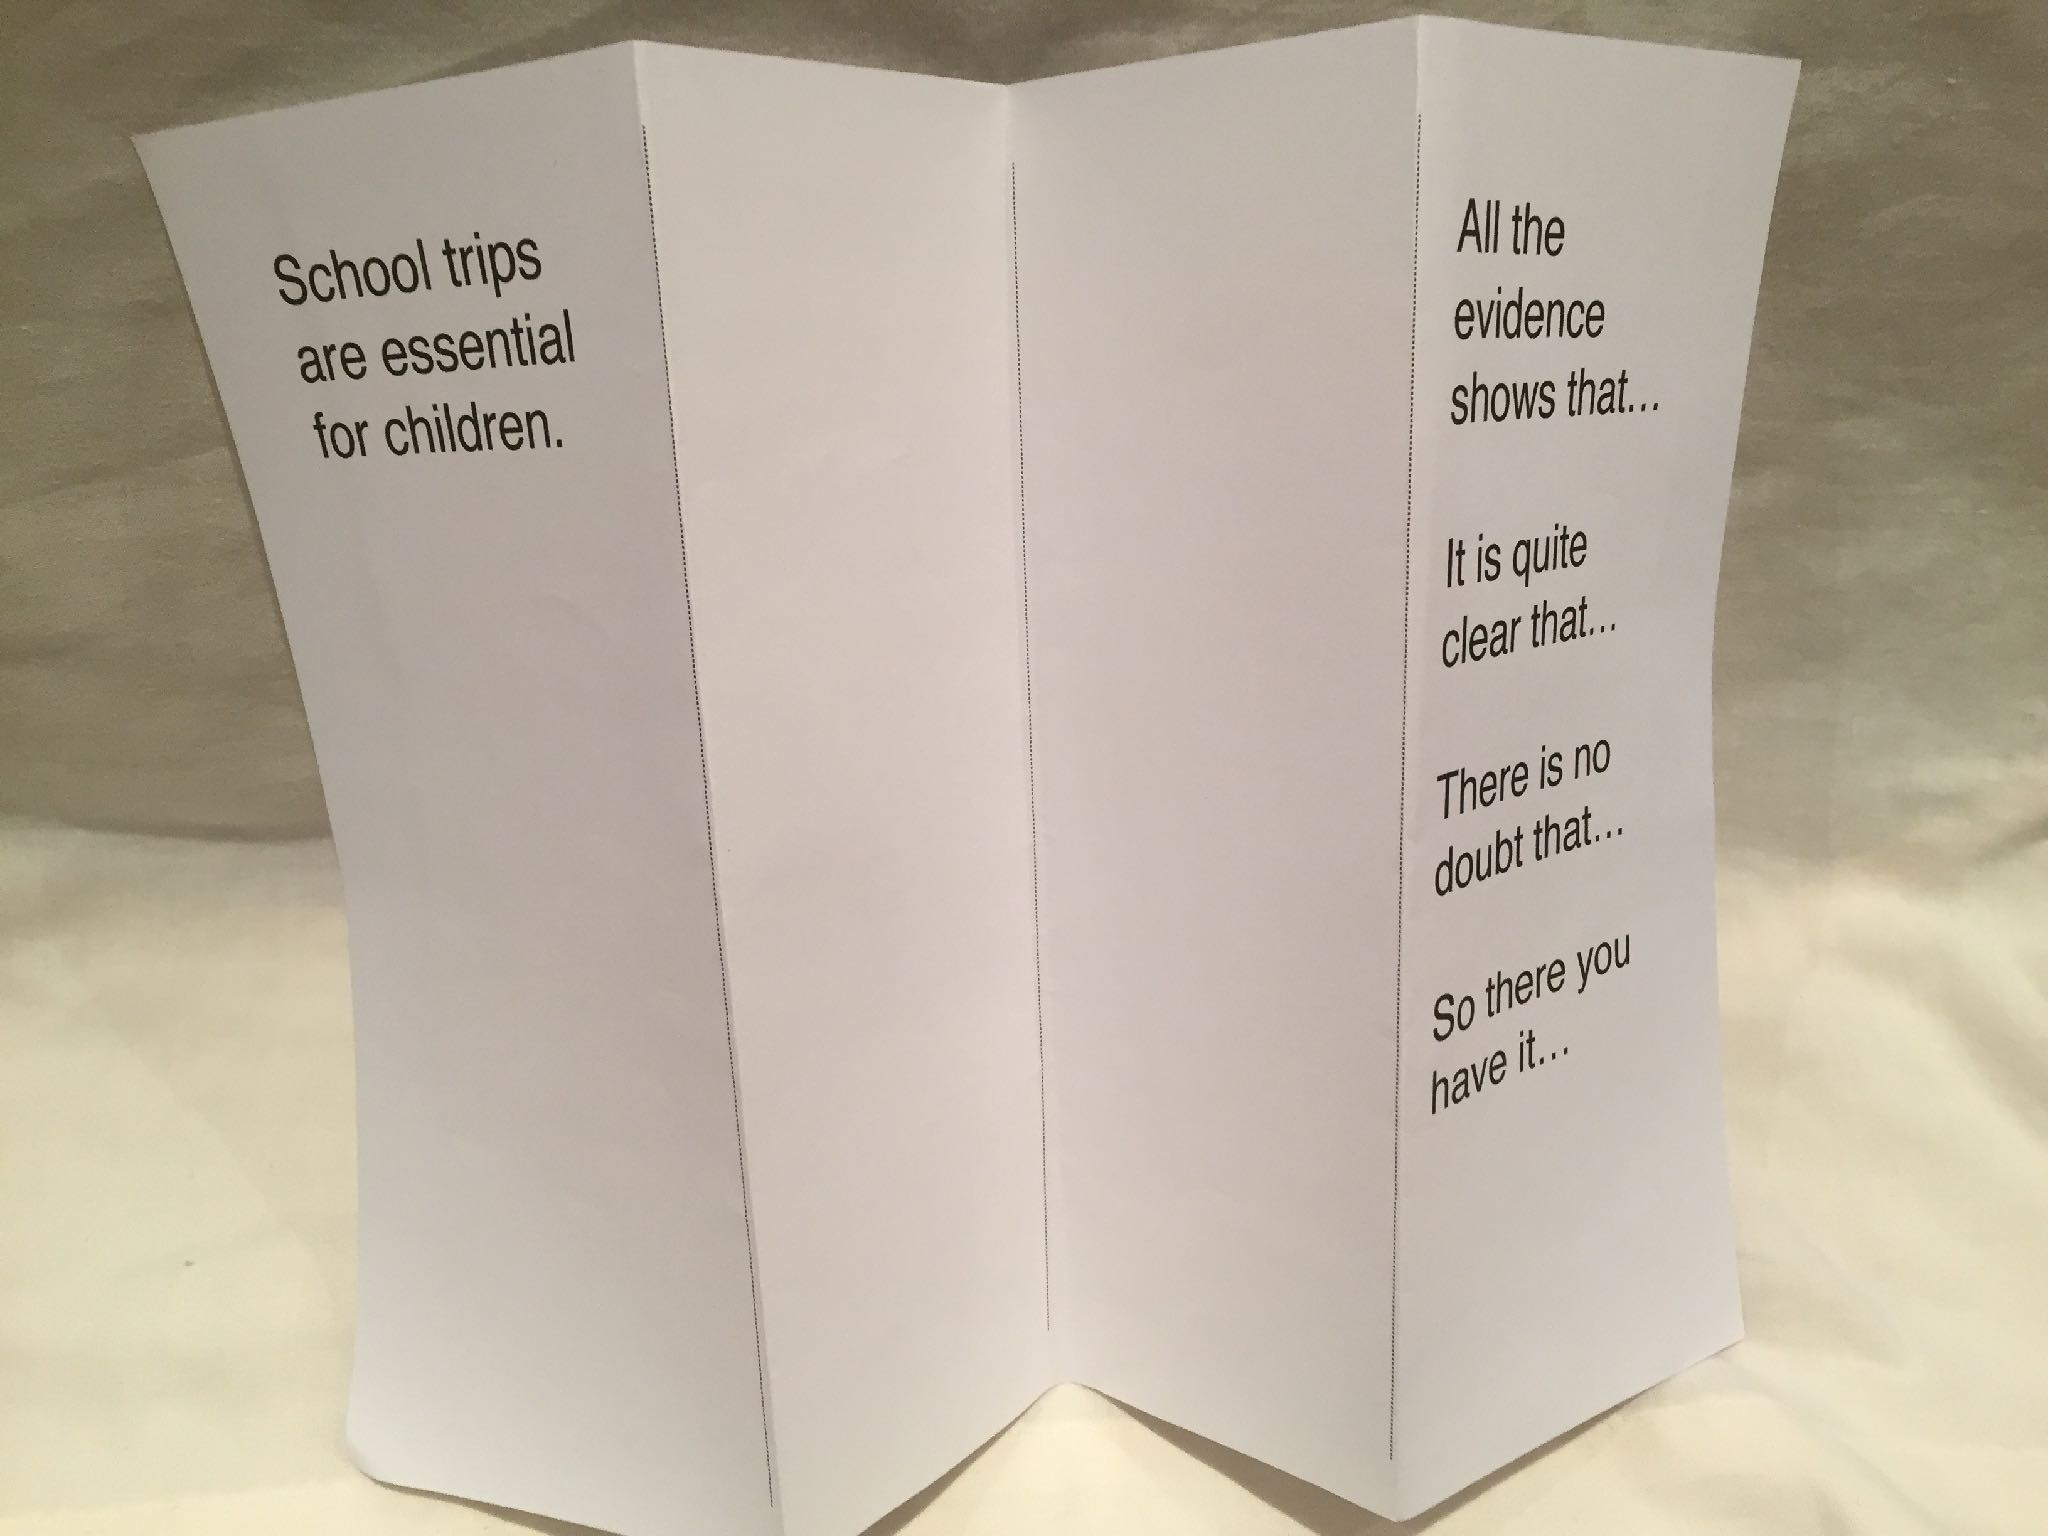 School trips
are essential
for children.
All the
evidence
shows that...
It is quite
clear that...
There is no
doubt that...
So there you
have it...